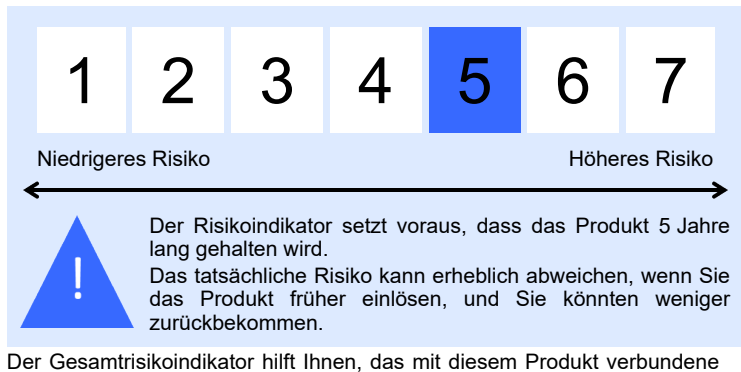 1 2 3 4 5 6 7
Niedrigeres Risiko Höheres Risiko
!
Der Risikoindikator setzt voraus, dass das Produkt 5 Jahre
lang gehalten wird.
Das tatsächliche Risiko kann erheblich abweichen, wenn Sie
das Produkt früher einlösen, und Sie könnten weniger
zurückbekommen.
Der Gesamtrisikoindikator hilft Ihnen, das mit diesem Produkt verbundene